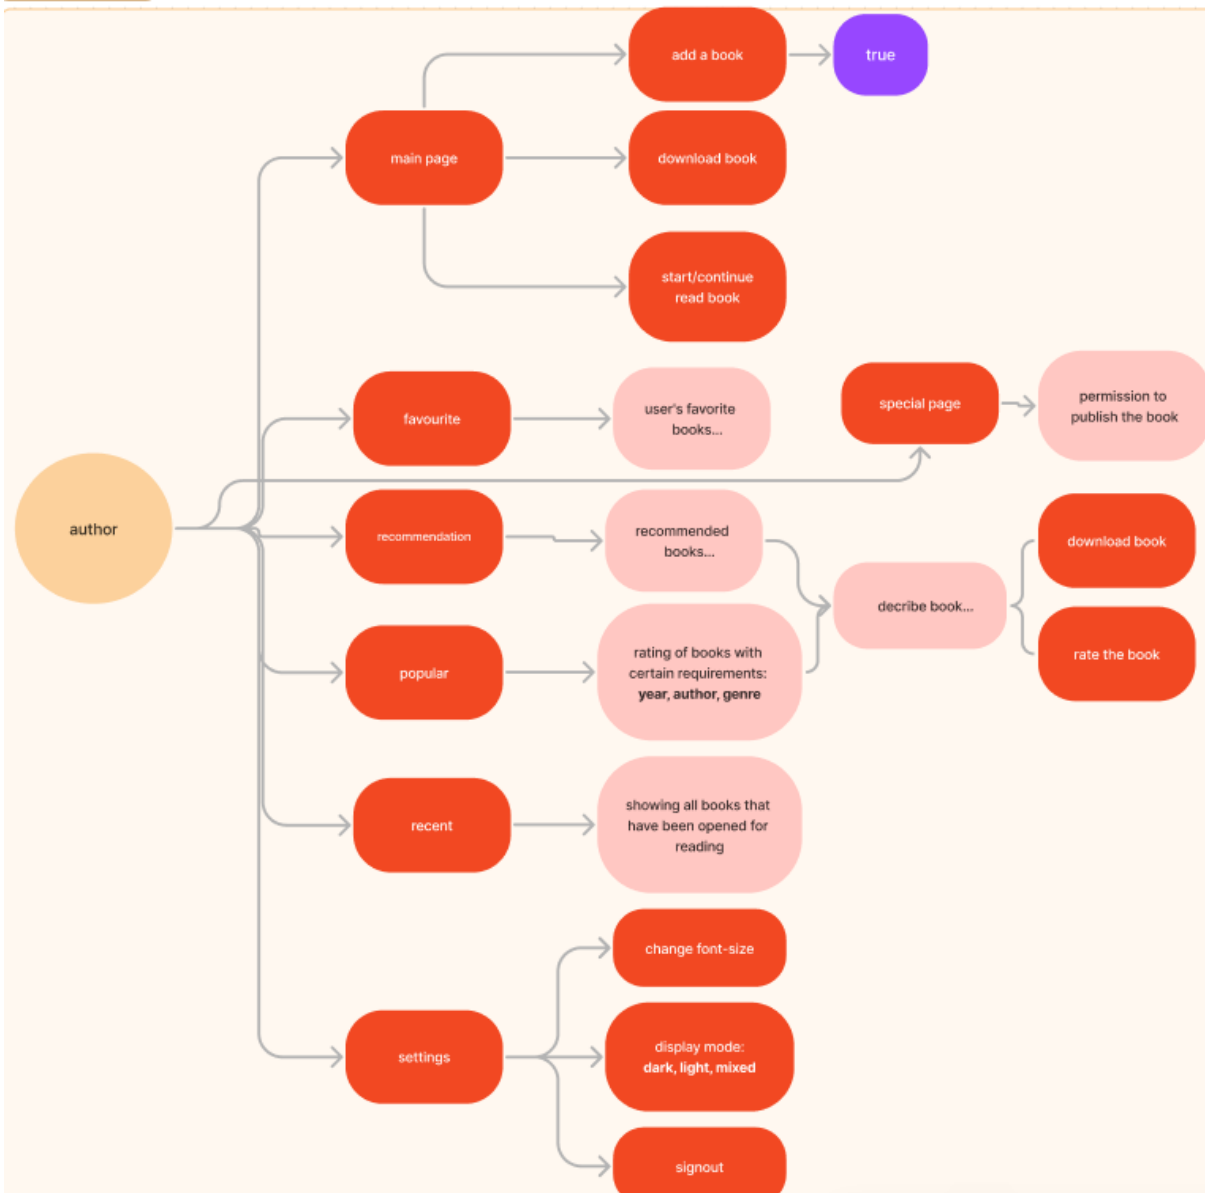 add a book
true
main page
download book
start/continue
read book
favourite
user's favorite
books...
special page
permission to
publish the book
author
recommendation
recommended
books...
download book
decribe book...
rate the book
popular
rating of books with
certain requirements:
year, author, genre
recent
showing all books that
have been opened for
reading
change font-size
settings
display mode:
dark, light, mixed
signout